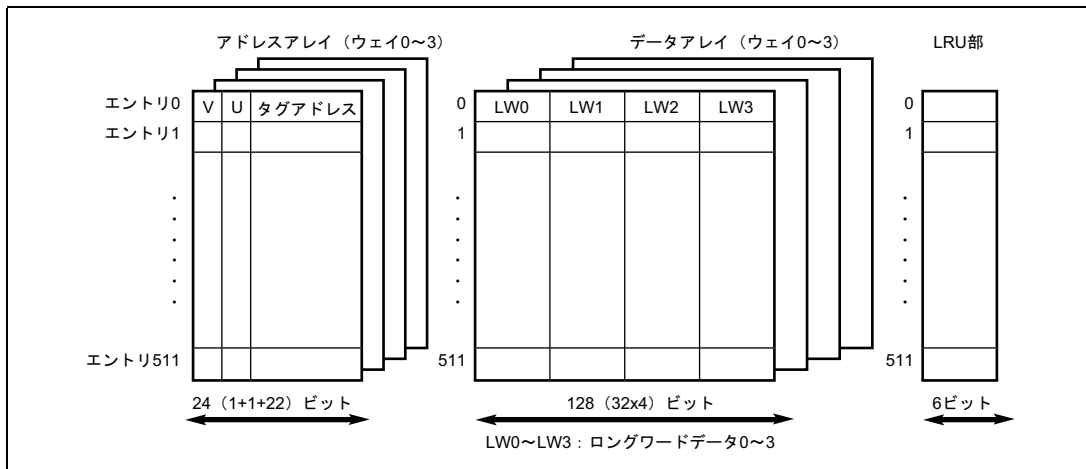 アドレスアレイ（ウェイ0～3）
データアレイ（ウェイ0～3）
LRU部
エントリ0
V
U
タグアドレス
0
LW0
LW1
LW2
LW3
0
エントリ1
1
1
エントリ511
511
511
24（1+1+22）ビット
128（32x4）ビット
6ビット
LW0～LW3：ロングワードデータ0～3